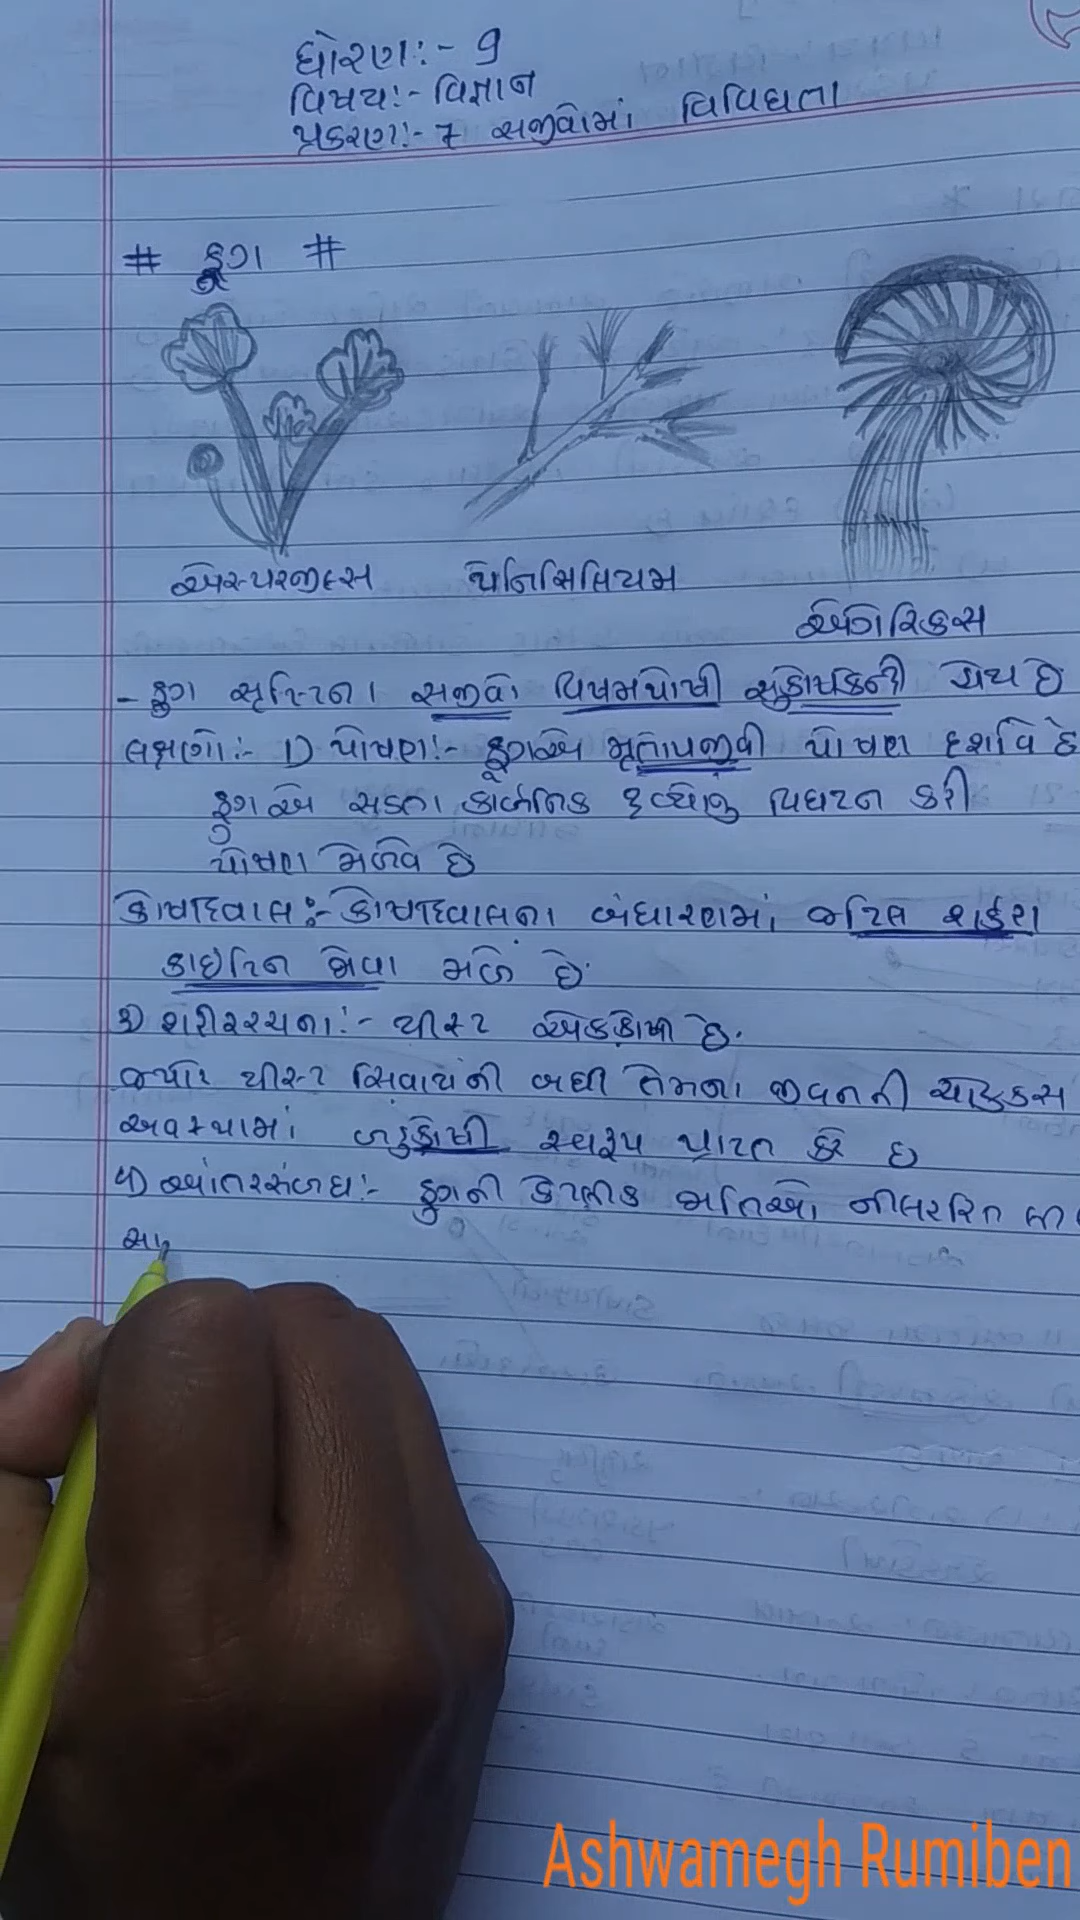 ધોરણ:- 9
વિષય:- વિજ્ઞાન
પ્રકરણ:- 7 સજીવોમાં વિવિધતા
# ફૂગ #
એસ્પરજીલ્સ પેનિસિલિયમ
એગેરિકસ
- ફુગ સૃષ્ટિના સજીવો વિષમપોષી સુકોષકેન્દ્રી હોય છે
લક્ષણો:- 1) પોષણ:- ફૂગએ મૃતોપજીવી પોષણ દર્શાવે છે
ફુગ એ સડતા કાર્બનિક દ્રવ્યોનું વિઘટન કરી
પોષણ મેળવે છે
કોષદિવાલ:- કોષદિવાલના બંધારણમાં જટિલ શર્કરા
કાઇટિન જોવા મળે છે.
3) શરીરરચના:- યીસ્ટ એકકોષી છે.
જ્યારે યીસ્ટ સિવાયની બધી તેમના જીવનની ચોક્કસ
અવસ્થામાં બહુકોષી સ્વરૂપ પ્રાપ્ત કરે છે
4) આંતરસંબંધ:- ફુગની કેટલીક જાતિઓ નીલહરિત લી
સા
Ashwamegh Rumiben